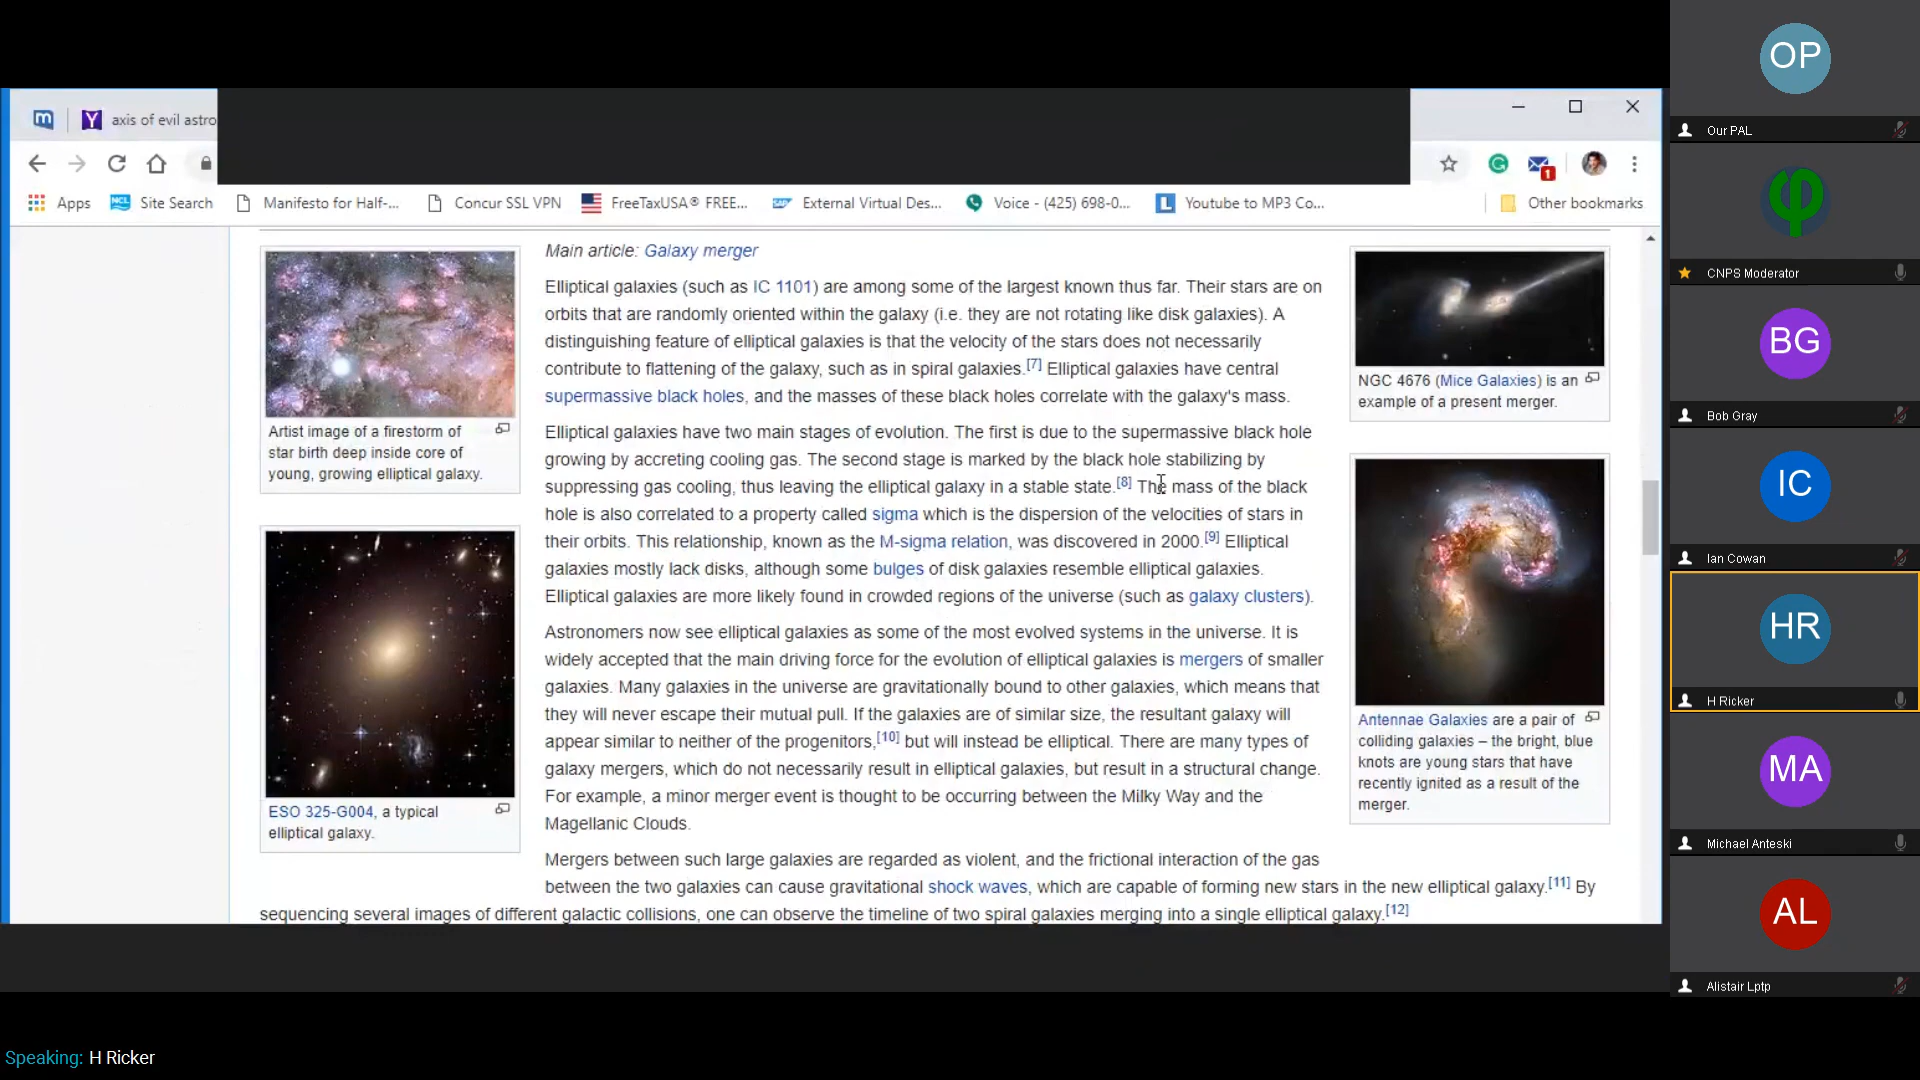 axis of evil astro
Apps
Site Search
Manifesto for Half-...
Concur SSL VPN
FreeTaxUSA® FREE...
External Virtual Des...
Voice - (425) 698-0...
Youtube to MP3 Co...
Other bookmarks
1
Artist image of a firestorm of
star birth deep inside core of
young, growing elliptical galaxy.
ESO 325-G004, a typical
elliptical galaxy.
Main article: Galaxy merger
Elliptical galaxies (such as IC 1101) are among some of the largest known thus far. Their stars are on
orbits that are randomly oriented within the galaxy (i.e. they are not rotating like disk galaxies). A
distinguishing feature of elliptical galaxies is that the velocity of the stars does not necessarily
contribute to flattening of the galaxy, such as in spiral galaxies.[7] Elliptical galaxies have central
supermassive black holes, and the masses of these black holes correlate with the galaxy's mass.
Elliptical galaxies have two main stages of evolution. The first is due to the supermassive black hole
growing by accreting cooling gas. The second stage is marked by the black hole stabilizing by
suppressing gas cooling, thus leaving the elliptical galaxy in a stable state.[8] The mass of the black
hole is also correlated to a property called sigma which is the dispersion of the velocities of stars in
their orbits. This relationship, known as the M-sigma relation, was discovered in 2000.[9] Elliptical
galaxies mostly lack disks, although some bulges of disk galaxies resemble elliptical galaxies.
Elliptical galaxies are more likely found in crowded regions of the universe (such as galaxy clusters).
Astronomers now see elliptical galaxies as some of the most evolved systems in the universe. It is
widely accepted that the main driving force for the evolution of elliptical galaxies is mergers of smaller
galaxies. Many galaxies in the universe are gravitationally bound to other galaxies, which means that
they will never escape their mutual pull. If the galaxies are of similar size, the resultant galaxy will
appear similar to neither of the progenitors,[10] but will instead be elliptical. There are many types of
galaxy mergers, which do not necessarily result in elliptical galaxies, but result in a structural change.
For example, a minor merger event is thought to be occurring between the Milky Way and the
Magellanic Clouds.
Mergers between such large galaxies are regarded as violent, and the frictional interaction of the gas
between the two galaxies can cause gravitational shock waves, which are capable of forming new stars in the new elliptical galaxy.[11] By
sequencing several images of different galactic collisions, one can observe the timeline of two spiral galaxies merging into a single elliptical galaxy.[12]
NGC 4676 (Mice Galaxies) is an
example of a present merger.
Antennae Galaxies are a pair of
colliding galaxies – the bright, blue
knots are young stars that have
recently ignited as a result of the
merger.
OP
Our PAL
CNPS Moderator
BG
Bob Gray
IC
Ian Cowan
HR
H Ricker
MA
Michael Anteski
AL
Alistair Lptp
Speaking: H Ricker